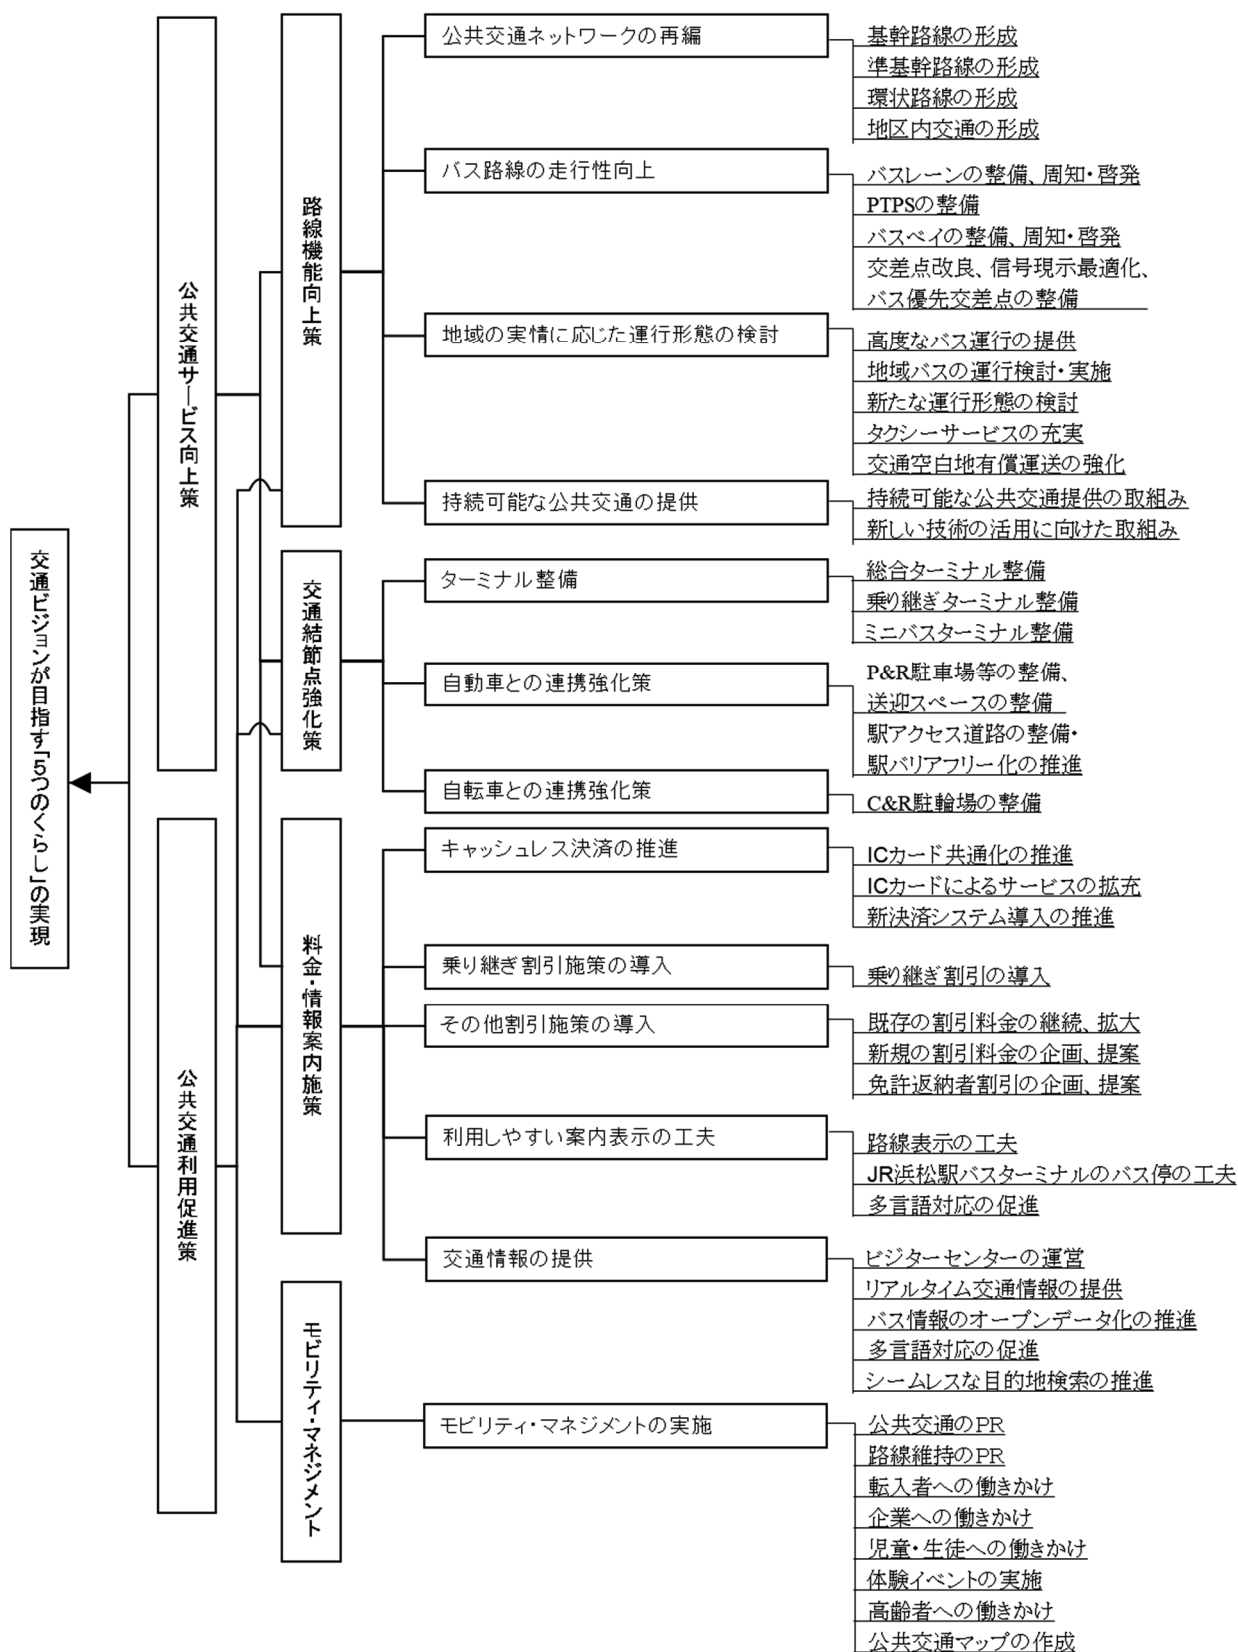 交通ビジョンが目指す「5つのくらし」の実現
公共交通サービス向上策
路線機能向上策
公共交通ネットワークの再編
基幹路線の形成
準基幹路線の形成
環状路線の形成
地区内交通の形成
バス路線の走行性向上
バスレーンの整備、周知・啓発
PTPSの整備
バスベイの整備、周知・啓発
交差点改良、信号現示最適化、
バス優先交差点の整備
地域の実情に応じた運行形態の検討
高度なバス運行の提供
地域バスの運行検討・実施
新たな運行形態の検討
タクシーサービスの充実
交通空白地有償運送の強化
持続可能な公共交通の提供
持続可能な公共交通提供の取組み
新しい技術の活用に向けた取組み
交通結節点強化策
ターミナル整備
総合ターミナル整備
乗り継ぎターミナル整備
ミニバスターミナル整備
自動車との連携強化策
P&R駐車場等の整備、
送迎スペースの整備
駅アクセス道路の整備・
駅バリアフリー化の推進
自転車との連携強化策
C&R駐輪場の整備
公共交通利用促進策
料金・情報案内施策
キャッシュレス決済の推進
ICカード共通化の推進
ICカードによるサービスの拡充
新決済システム導入の推進
乗り継ぎ割引施策の導入
乗り継ぎ割引の導入
その他割引施策の導入
既存の割引料金の継続、拡大
新規の割引料金の企画、提案
免許返納者割引の企画、提案
利用しやすい案内表示の工夫
路線表示の工夫
JR浜松駅バスターミナルのバス停の工夫
多言語対応の促進
交通情報の提供
ビジターセンターの運営
リアルタイム交通情報の提供
バス情報のオープンデータ化の推進
多言語対応の促進
シームレスな目的地検索の推進
モビリティ・マネジメント
モビリティ・マネジメントの実施
公共交通のPR
路線維持のPR
転入者への働きかけ
企業への働きかけ
児童・生徒への働きかけ
体験イベントの実施
高齢者への働きかけ
公共交通マップの作成